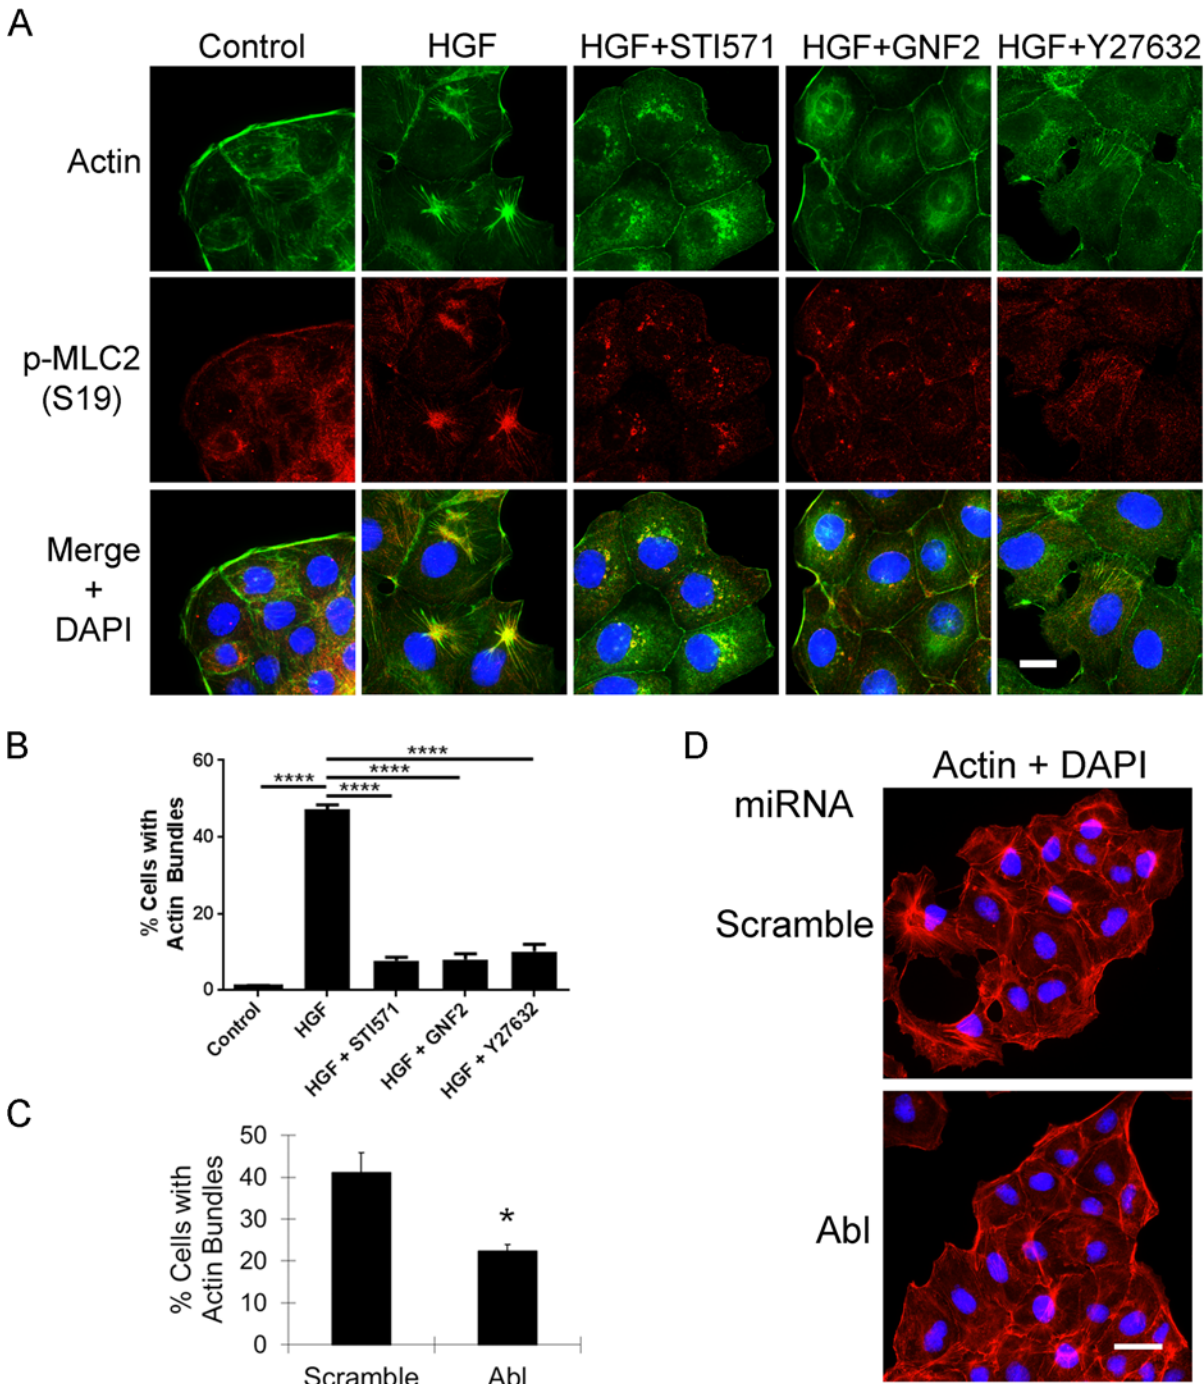 A
Control HGF HGF+STI571 HGF+GNF2 HGF+Y27632
Actin
p-MLC2
(S19)
Merge
+
DAPI
B
% Cells with
Actin Bundles
60
40
20
0
****
****
****
****
Control
HGF
HGF + STI571
HGF + GNF2
HGF + Y27632
C
% Cells with
Actin Bundles
50
40
30
20
10
0
*
Scramble Abl
D
Actin + DAPI
miRNA
Scramble
Abl